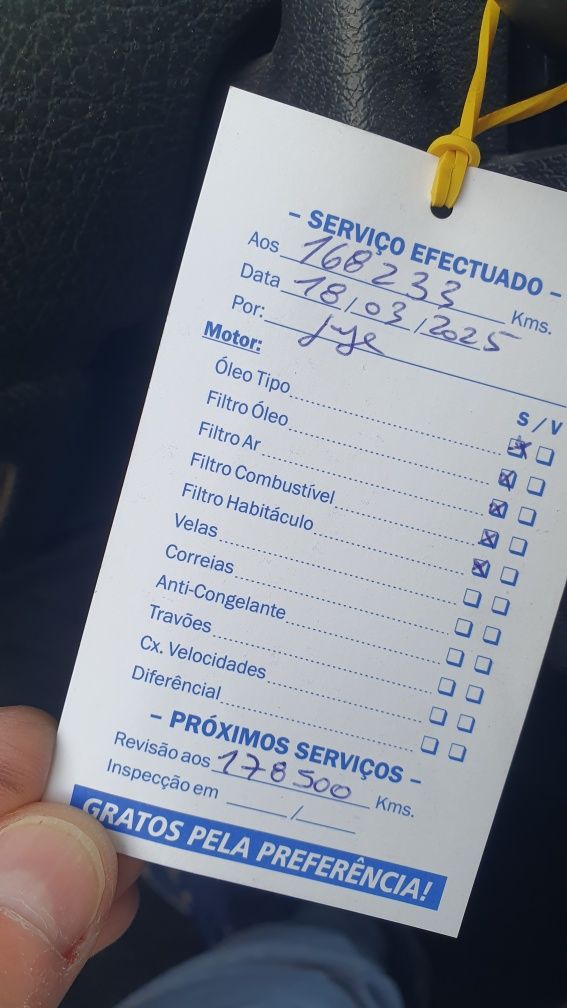 – SERVIÇO EFECTUADO –
Aos 168233 Kms.
Data 18/03/2025
Por:
Motor: S / V
Óleo Tipo
Filtro Óleo
Filtro Ar
Filtro Combustível
Filtro Habitáculo
Velas
Correias
Anti-Congelante
Travões
Cx. Velocidades
Diferêncial
– PRÓXIMOS SERVIÇOS –
Revisão aos 178500 Kms.
Inspecção em ____/____
GRATOS PELA PREFERÊNCIA!